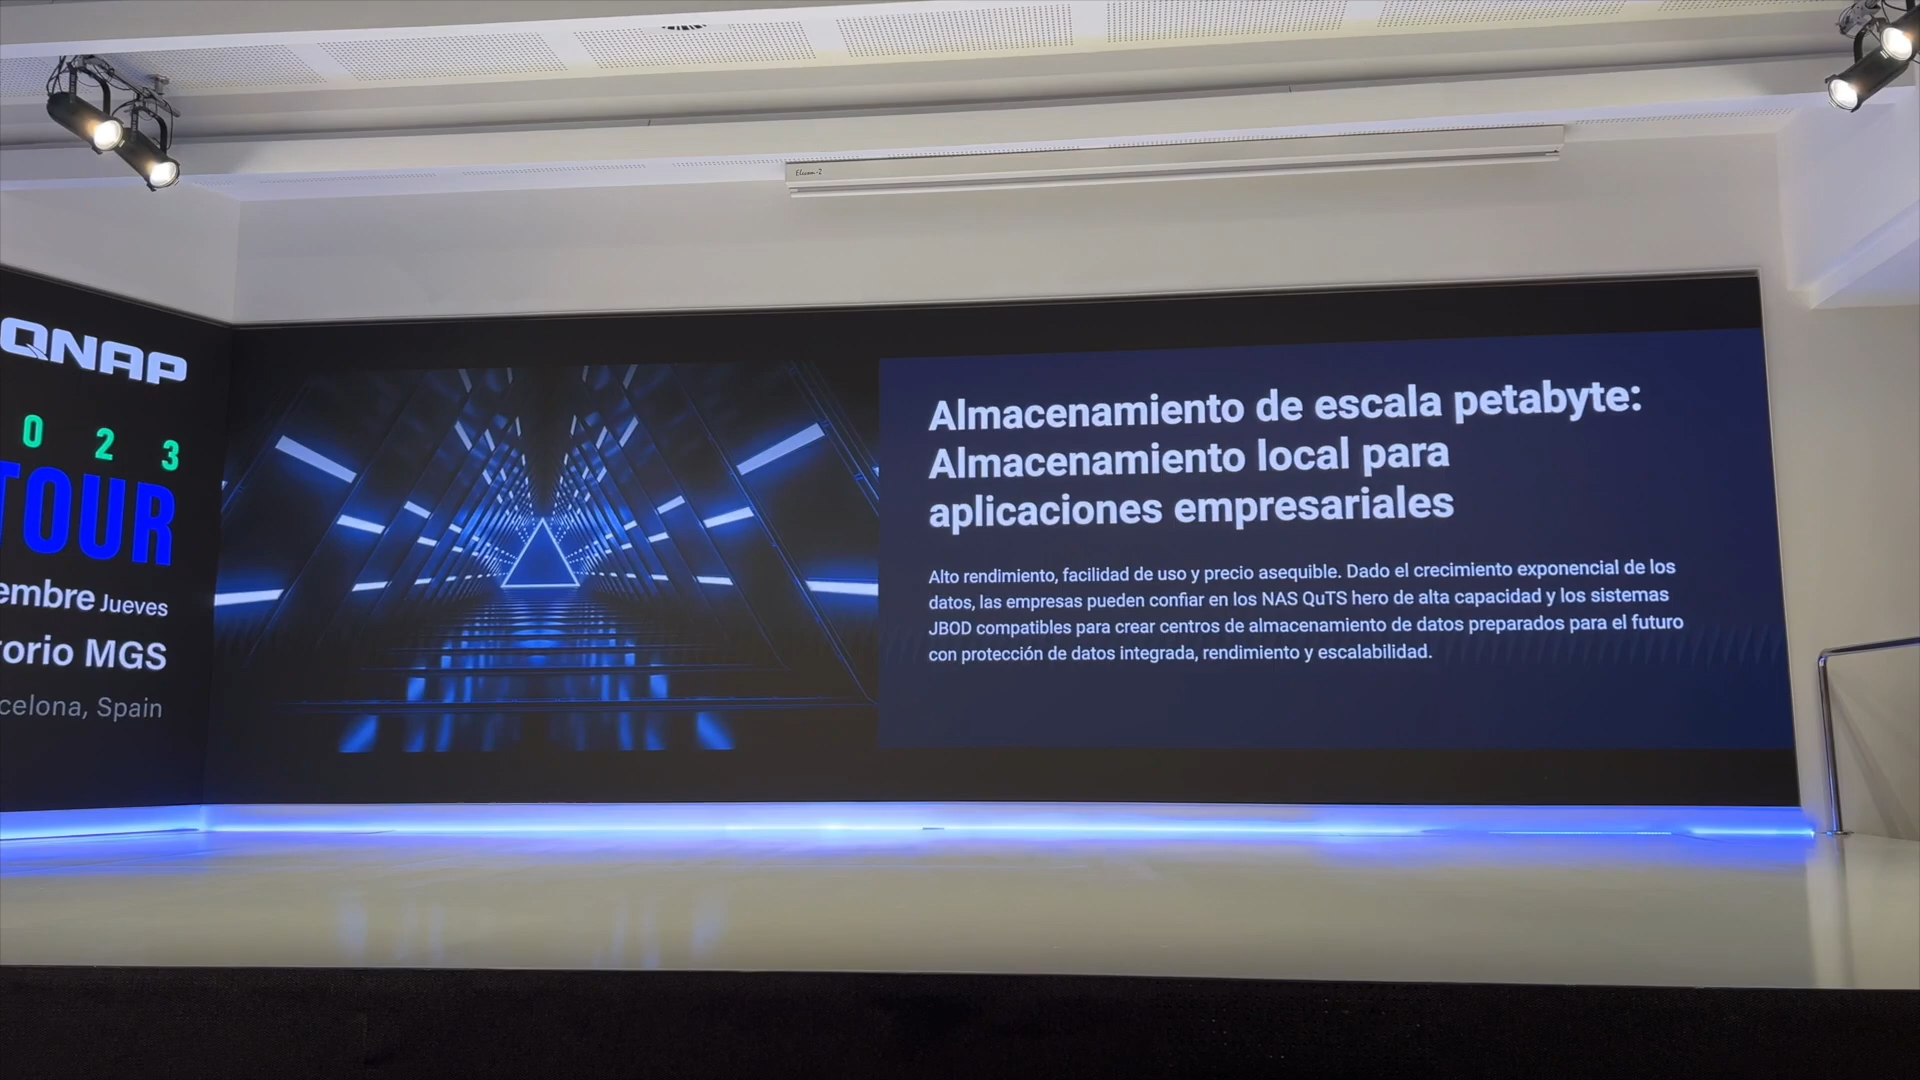 Elcom-2
QNAP
023
TOUR
embre Jueves
orio MGS
celona, Spain
Almacenamiento de escala petabyte:
Almacenamiento local para
aplicaciones empresariales
Alto rendimiento, facilidad de uso y precio asequible. Dado el crecimiento exponencial de los
datos, las empresas pueden confiar en los NAS QuTS hero de alta capacidad y los sistemas
JBOD compatibles para crear centros de almacenamiento de datos preparados para el futuro
con protección de datos integrada, rendimiento y escalabilidad.